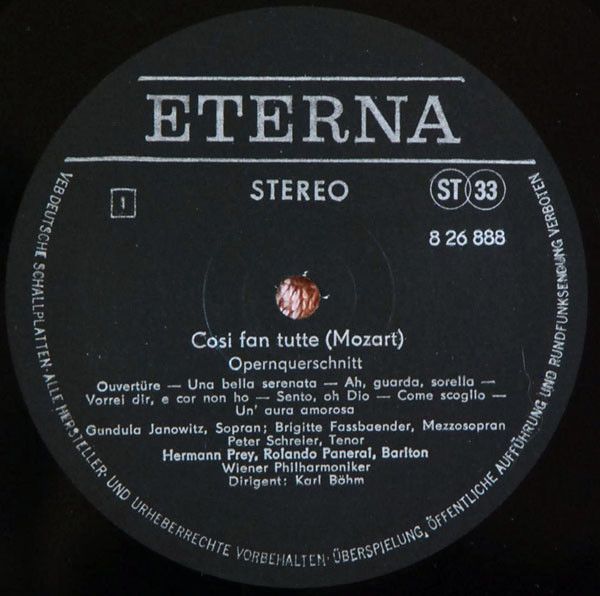 ETERNA
STEREO
ST 33
1
8 26 888
Cosi fan tutte (Mozart)
Opernquerschnitt
Ouvertüre — Una bella serenata — Ah, guarda, sorella —
Vorrei dir, e cor non ho — Sento, oh Dio — Come scoglio —
Un' aura amorosa
Gundula Janowitz, Sopran; Brigitte Fassbaender, Mezzosopran
Peter Schreier, Tenor
Hermann Prey, Rolando Panerai, Bariton
Wiener Philharmoniker
Dirigent: Karl Böhm
VEB DEUTSCHE SCHALLPLATTEN · ALLE HERSTELLER- UND URHEBERRECHTE VORBEHALTEN · ÜBERSPIELUNG, ÖFFENTLICHE AUFFÜHRUNG UND RUNDFUNKSENDUNG VERBOTEN